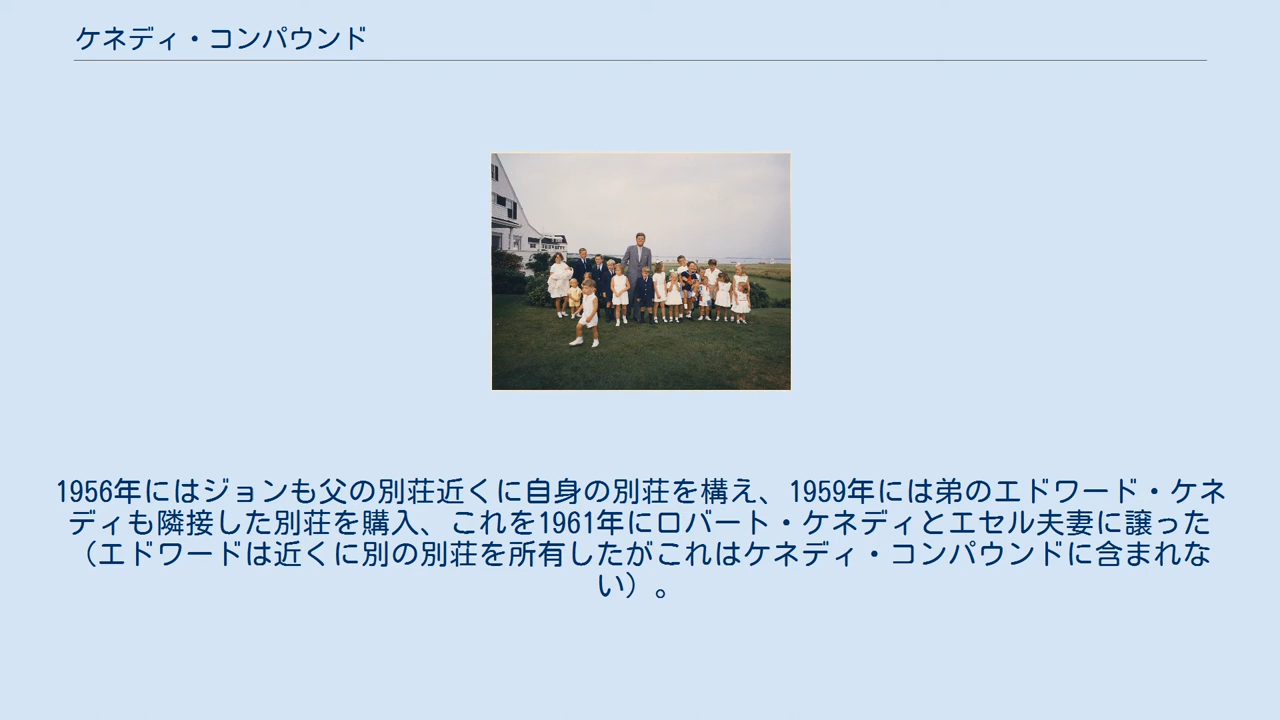 ケネディ・コンパウンド
1956年にはジョンも父の別荘近くに自身の別荘を構え、1959年には弟のエドワード・ケネ
ディも隣接した別荘を購入、これを1961年にロバート・ケネディとエセル夫妻に譲った
（エドワードは近くに別の別荘を所有したがこれはケネディ・コンパウンドに含まれな
い）。